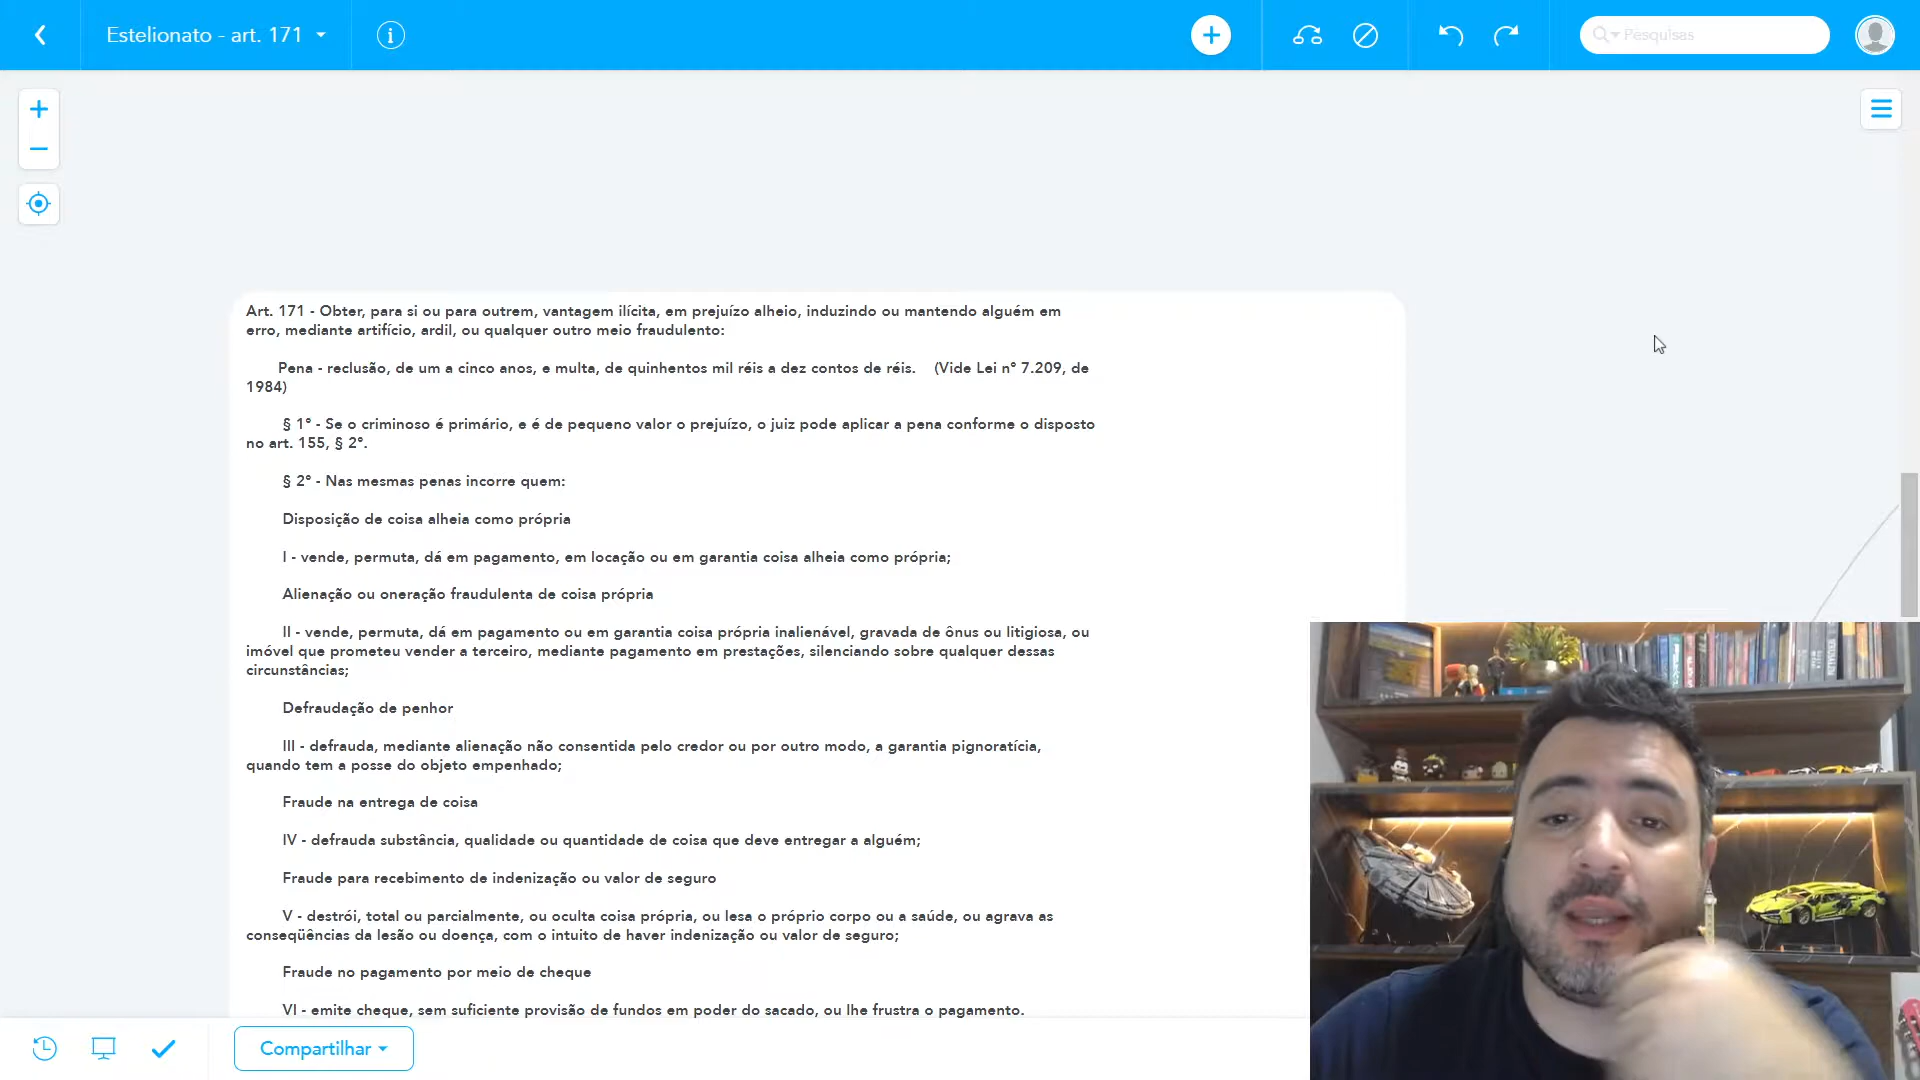 Estelionato - art. 171
Pesquisas
Art. 171 - Obter, para si ou para outrem, vantagem ilícita, em prejuízo alheio, induzindo ou mantendo alguém em
erro, mediante artifício, ardil, ou qualquer outro meio fraudulento:
Pena - reclusão, de um a cinco anos, e multa, de quinhentos mil réis a dez contos de réis. (Vide Lei nº 7.209, de
1984)
§ 1º - Se o criminoso é primário, e é de pequeno valor o prejuízo, o juiz pode aplicar a pena conforme o disposto
no art. 155, § 2º.
§ 2º - Nas mesmas penas incorre quem:
Disposição de coisa alheia como própria
I - vende, permuta, dá em pagamento, em locação ou em garantia coisa alheia como própria;
Alienação ou oneração fraudulenta de coisa própria
II - vende, permuta, dá em pagamento ou em garantia coisa própria inalienável, gravada de ônus ou litigiosa, ou
imóvel que prometeu vender a terceiro, mediante pagamento em prestações, silenciando sobre qualquer dessas
circunstâncias;
Defraudação de penhor
III - defrauda, mediante alienação não consentida pelo credor ou por outro modo, a garantia pignoratícia,
quando tem a posse do objeto empenhado;
Fraude na entrega de coisa
IV - defrauda substância, qualidade ou quantidade de coisa que deve entregar a alguém;
Fraude para recebimento de indenização ou valor de seguro
V - destrói, total ou parcialmente, ou oculta coisa própria, ou lesa o próprio corpo ou a saúde, ou agrava as
conseqüências da lesão ou doença, com o intuito de haver indenização ou valor de seguro;
Fraude no pagamento por meio de cheque
VI - emite cheque, sem suficiente provisão de fundos em poder do sacado, ou lhe frustra o pagamento.
Compartilhar